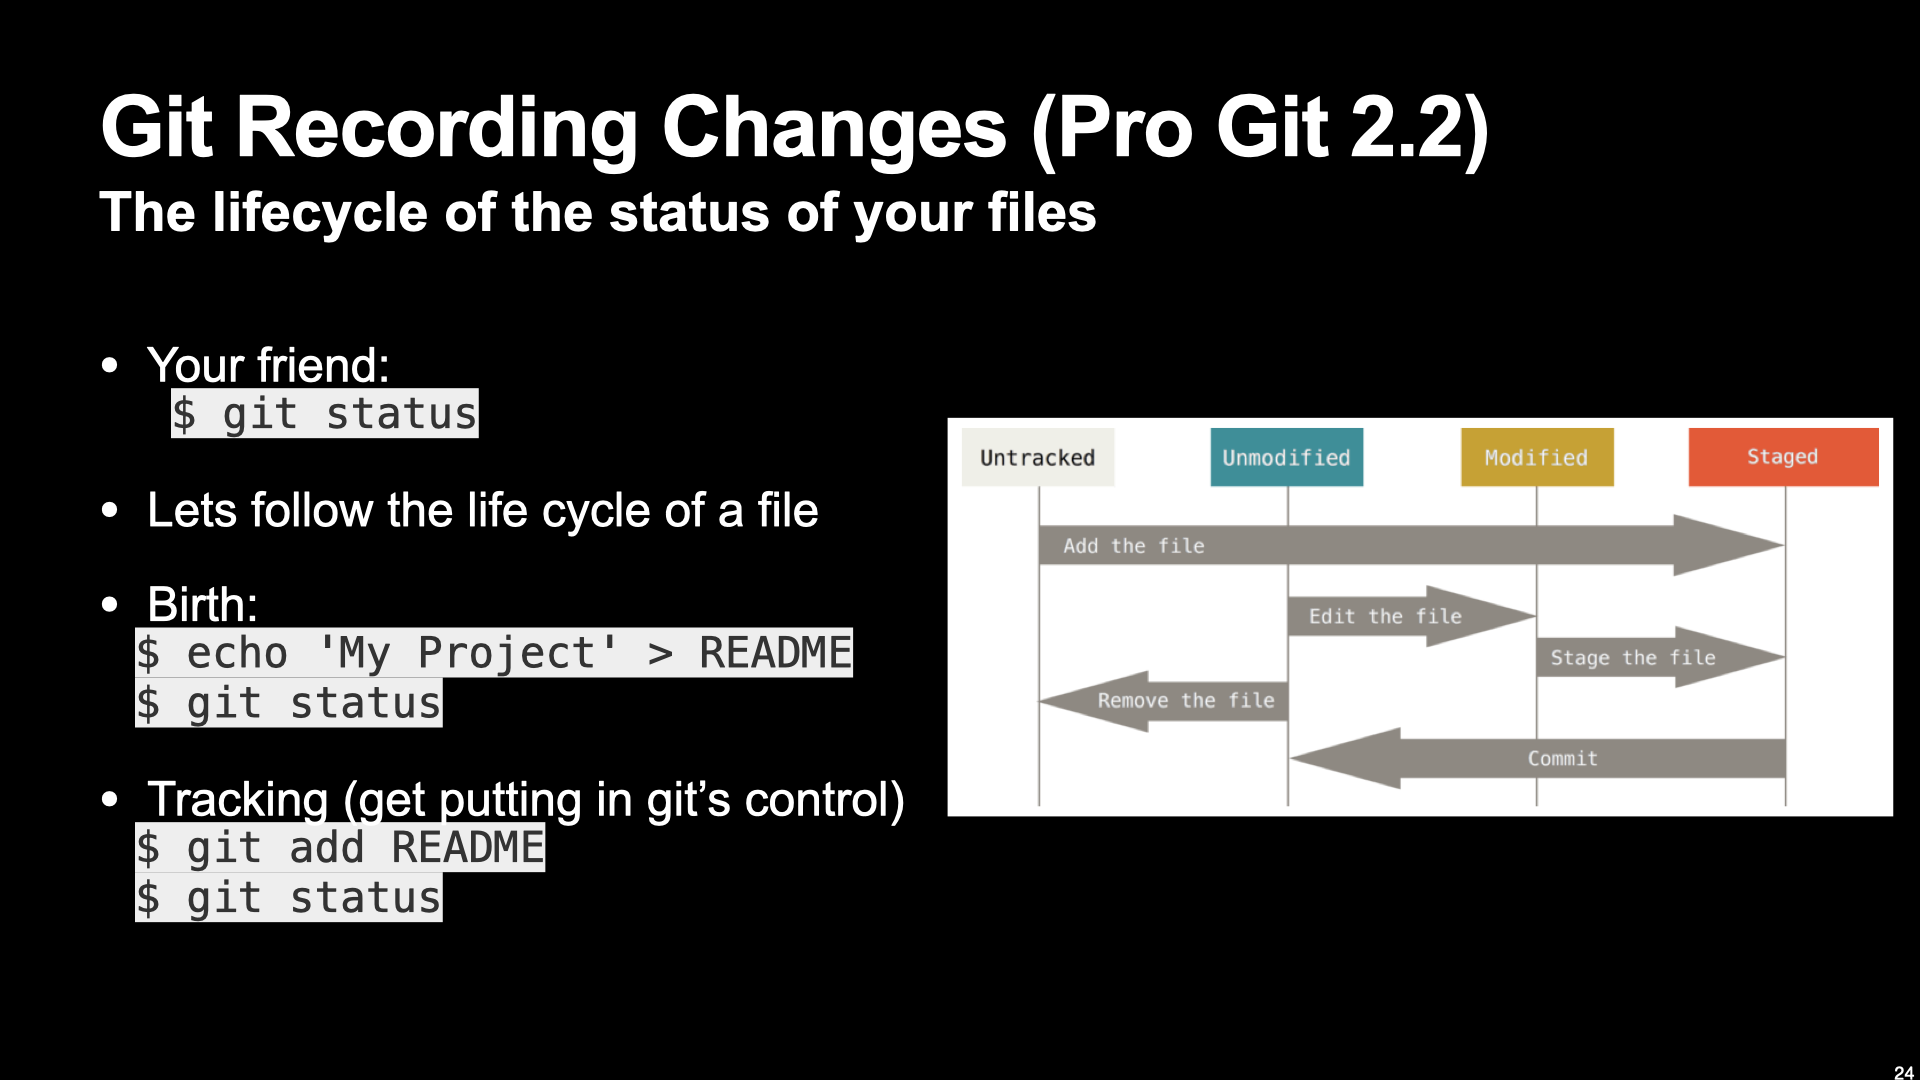 Git Recording Changes (Pro Git 2.2)
The lifecycle of the status of your files
• Your friend:
$ git status
• Lets follow the life cycle of a file
• Birth:
$ echo 'My Project' > README
$ git status
• Tracking (get putting in git’s control)
$ git add README
$ git status
Untracked
Unmodified
Modified
Staged
Add the file
Edit the file
Stage the file
Remove the file
Commit
24